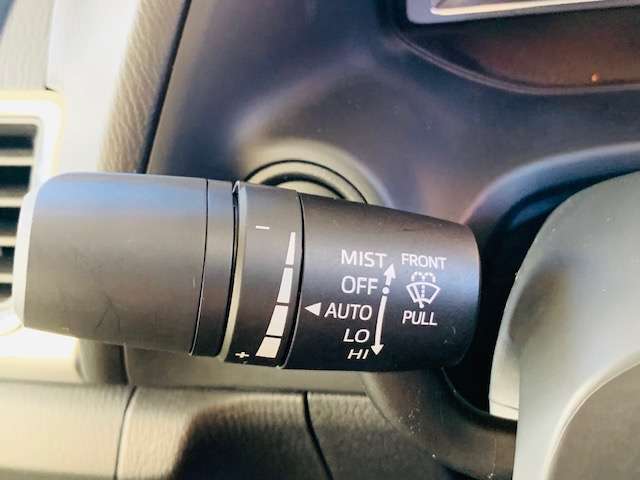 −
+
MIST
OFF
AUTO
LO
HI
FRONT
PULL